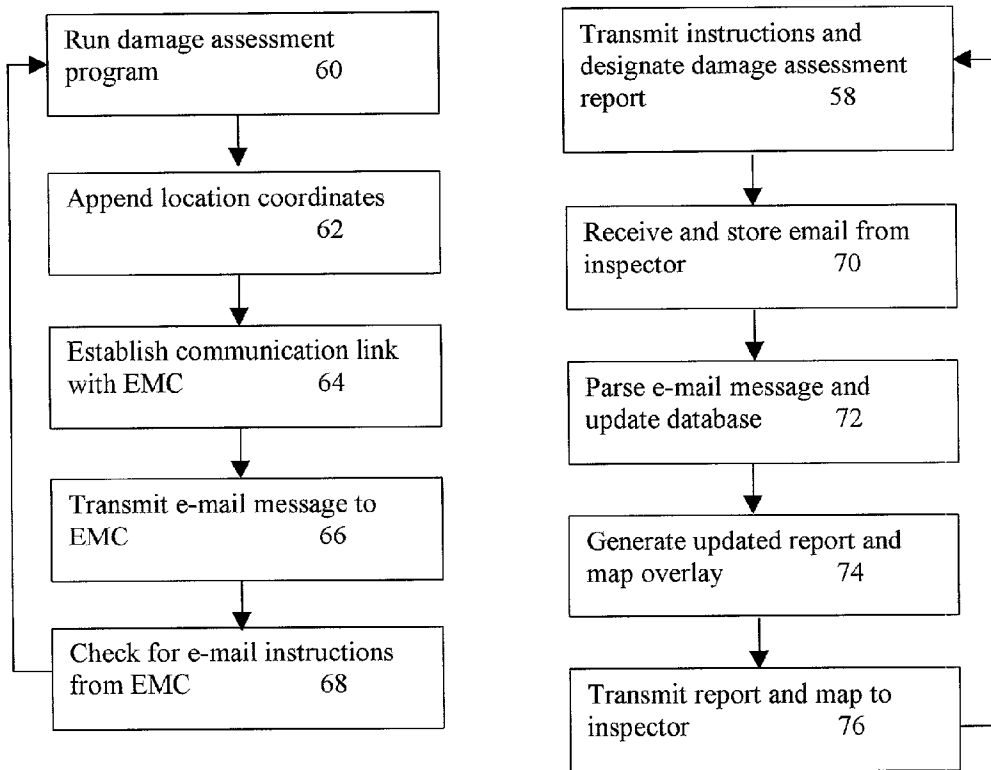 Run damage assessment
program 60
Append location coordinates
62
Establish communication link
with EMC 64
Transmit e-mail message to
EMC 66
Check for e-mail instructions
from EMC 68
Transmit instructions and
designate damage assessment
report 58
Receive and store email from
inspector 70
Parse e-mail message and
update database 72
Generate updated report and
map overlay 74
Transmit report and map to
inspector 76